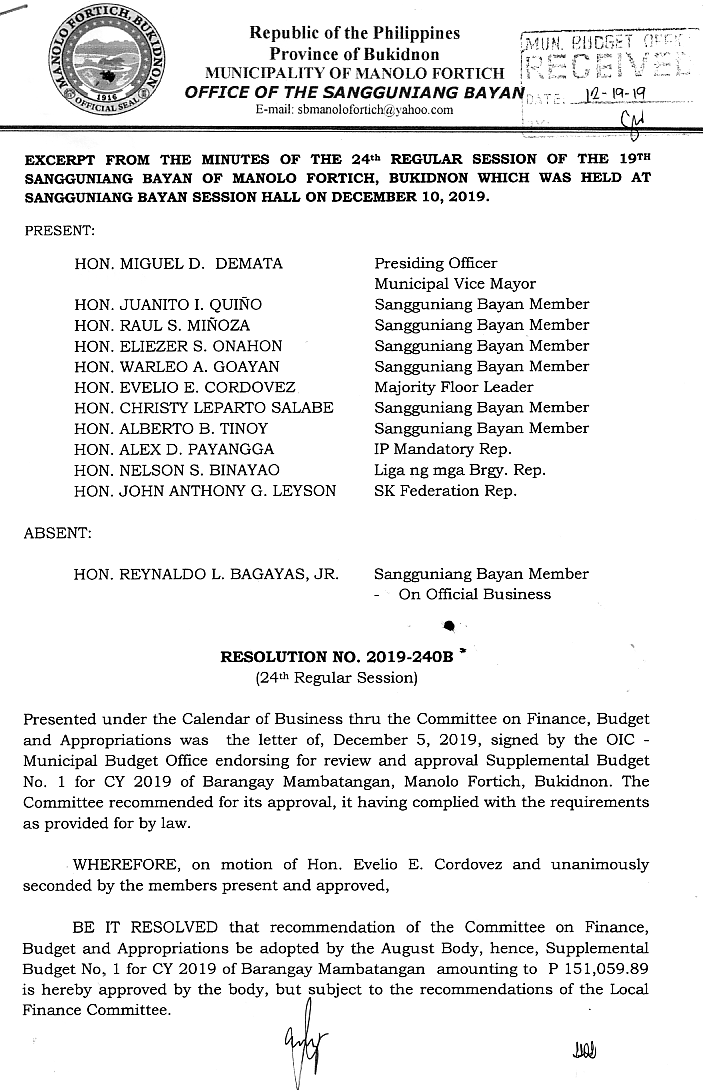 MANOLO FORTICH, BUKIDNON
1916
OFFICIAL SEAL
Republic of the Philippines
Province of Bukidnon
MUNICIPALITY OF MANOLO FORTICH
OFFICE OF THE SANGGUNIANG BAYAN
E-mail: sbmanolofortich@yahoo.com
MUN. BUDGET OFFICE
RECEIVED
DATE: 12-19-19
BY:
EXCERPT FROM THE MINUTES OF THE 24th REGULAR SESSION OF THE 19TH
SANGGUNIANG BAYAN OF MANOLO FORTICH, BUKIDNON WHICH WAS HELD AT
SANGGUNIANG BAYAN SESSION HALL ON DECEMBER 10, 2019.
PRESENT:
HON. MIGUEL D. DEMATA Presiding Officer
Municipal Vice Mayor
HON. JUANITO I. QUIÑO Sangguniang Bayan Member
HON. RAUL S. MIÑOZA Sangguniang Bayan Member
HON. ELIEZER S. ONAHON Sangguniang Bayan Member
HON. WARLEO A. GOAYAN Sangguniang Bayan Member
HON. EVELIO E. CORDOVEZ Majority Floor Leader
HON. CHRISTY LEPARTO SALABE Sangguniang Bayan Member
HON. ALBERTO B. TINOY Sangguniang Bayan Member
HON. ALEX D. PAYANGGA IP Mandatory Rep.
HON. NELSON S. BINAYAO Liga ng mga Brgy. Rep.
HON. JOHN ANTHONY G. LEYSON SK Federation Rep.
ABSENT:
HON. REYNALDO L. BAGAYAS, JR. Sangguniang Bayan Member
- On Official Business
RESOLUTION NO. 2019-240B
(24th Regular Session)
Presented under the Calendar of Business thru the Committee on Finance, Budget
and Appropriations was the letter of, December 5, 2019, signed by the OIC -
Municipal Budget Office endorsing for review and approval Supplemental Budget
No. 1 for CY 2019 of Barangay Mambatangan, Manolo Fortich, Bukidnon. The
Committee recommended for its approval, it having complied with the requirements
as provided for by law.
WHEREFORE, on motion of Hon. Evelio E. Cordovez and unanimously
seconded by the members present and approved,
BE IT RESOLVED that recommendation of the Committee on Finance,
Budget and Appropriations be adopted by the August Body, hence, Supplemental
Budget No, 1 for CY 2019 of Barangay Mambatangan amounting to P 151,059.89
is hereby approved by the body, but subject to the recommendations of the Local
Finance Committee.